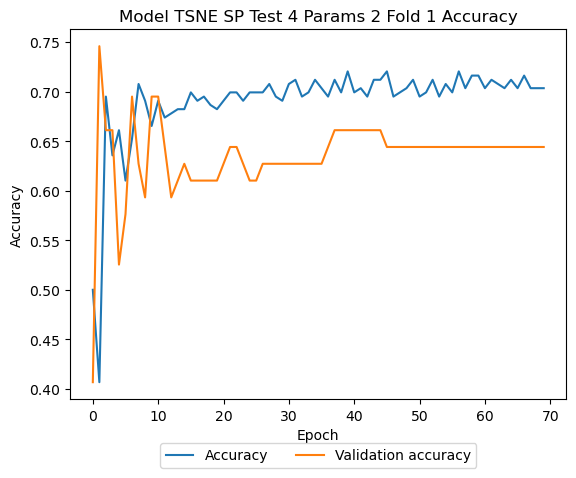 Model TSNE SP Test 4 Params 2 Fold 1 Accuracy
0.75
0.70
0.65
0.60
0.55
0.50
0.45
0.40
Accuracy
0 10 20 30 40 50 60 70
Epoch
Accuracy Validation accuracy